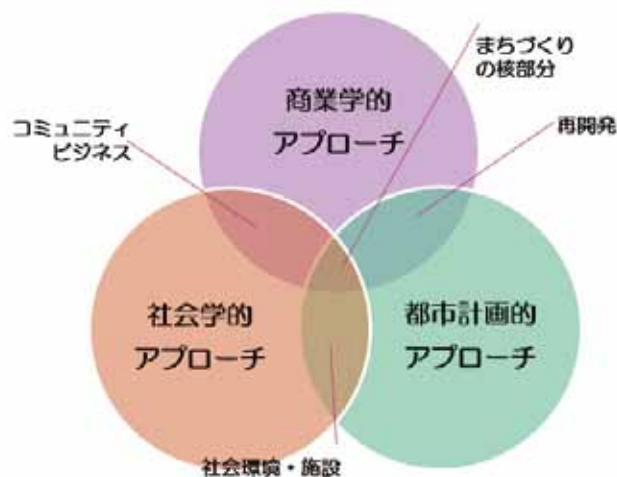 まちづくり
の核部分
商業学的
アプローチ
コミュニティ
ビジネス
再開発
社会学的
アプローチ
都市計画的
アプローチ
社会環境・施設